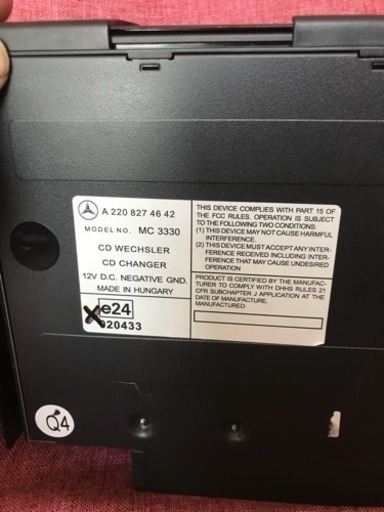 A 220 827 46 42
MODEL NO. MC 3330
CD WECHSLER
CD CHANGER
12V D.C. NEGATIVE GND.
MADE IN HUNGARY
e24
020433
THIS DEVICE COMPLIES WITH PART 15 OF
THE FCC RULES. OPERATION IS SUBJECT
TO THE FOLLOWING TWO CONDITIONS:
(1) THIS DEVICE MAY NOT CAUSE HARMFUL
INTERFERENCE.
(2) THIS DEVICE MUST ACCEPT ANY INTER-
FERENCE RECEIVED INCLUDING INTER-
FERENCE THAT MAY CAUSE UNDESIRED
OPERATION
PRODUCT IS CERTIFIED BY THE MANUFAC-
TURER TO COMPLY WITH DHHS RULES 21
CFR SUBCHAPTER J APPLICATION AT THE
DATE OF MANUFACTURE.
MANUFACTURED:
Q4